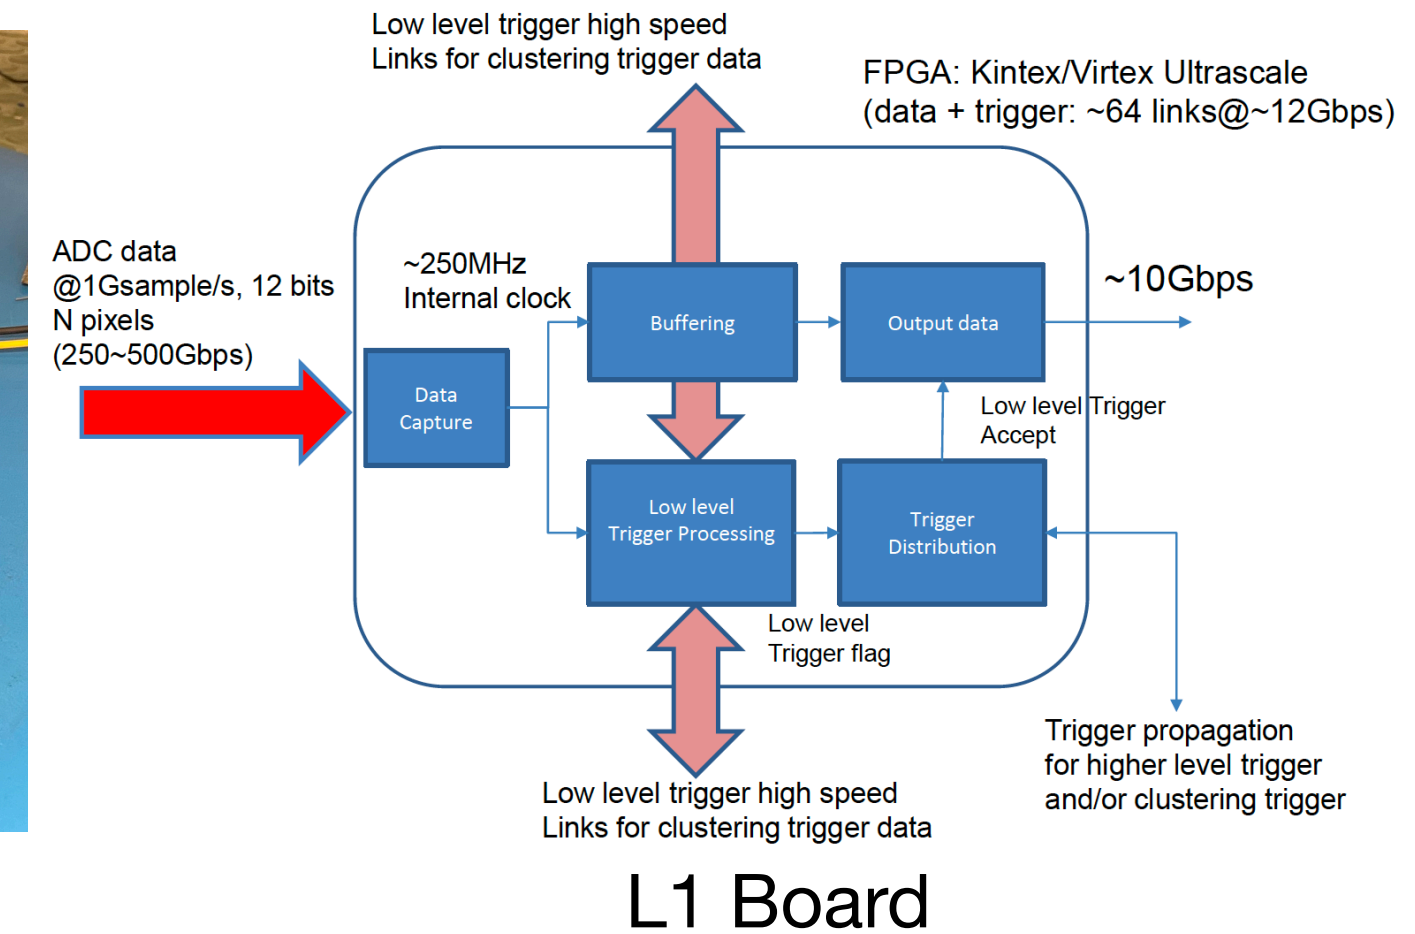 Low level trigger high speed
Links for clustering trigger data
FPGA: Kintex/Virtex Ultrascale
(data + trigger: ~64 links@~12Gbps)
ADC data
@1Gsample/s, 12 bits
N pixels
(250~500Gbps)
~250MHz
Internal clock
~10Gbps
Buffering
Output data
Data
Capture
Low level Trigger
Accept
Low level
Trigger Processing
Trigger
Distribution
Low level
Trigger flag
Trigger propagation
for higher level trigger
and/or clustering trigger
Low level trigger high speed
Links for clustering trigger data
L1 Board